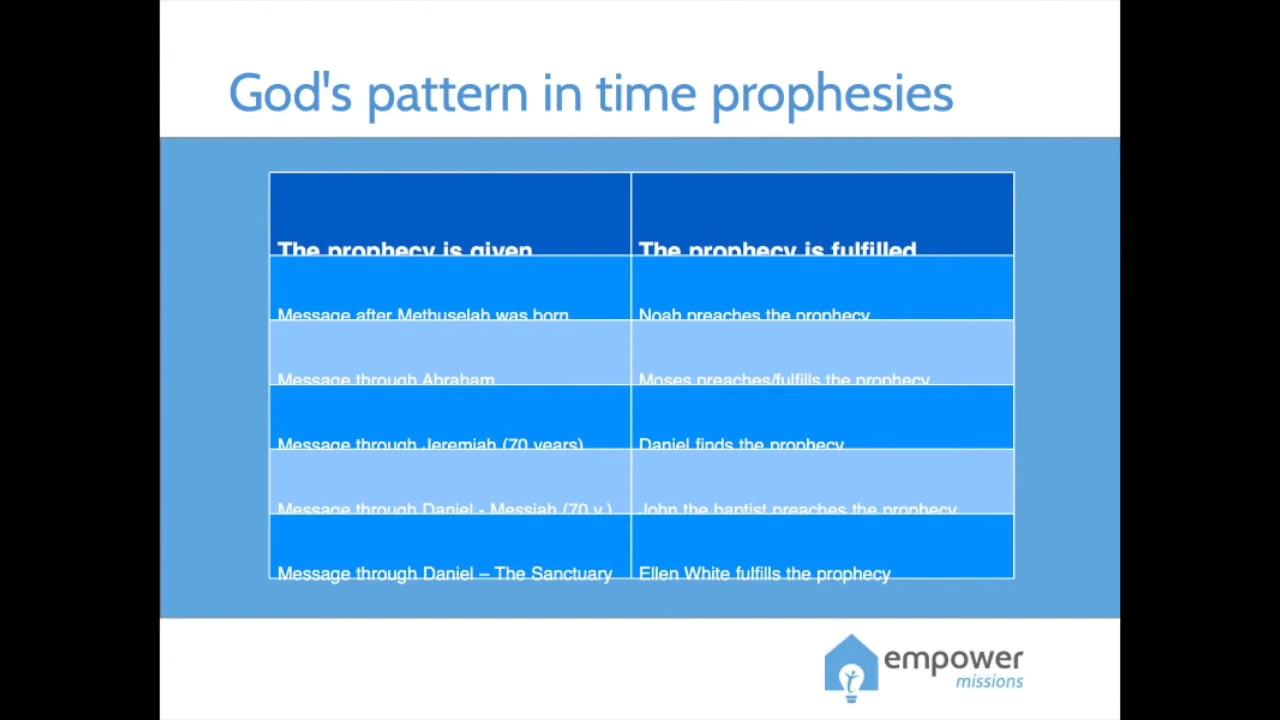 God's pattern in time prophesies
The prophecy is given The prophecy is fulfilled
Message after Methuselah was born Noah preaches the prophecy
Message through Abraham Moses preaches/fulfills the prophecy
Message through Jeremiah (70 years) Daniel finds the prophecy
Message through Daniel - Messiah (70 v.) John the baptist preaches the prophecy
Message through Daniel – The Sanctuary Ellen White fulfills the prophecy
empower
missions